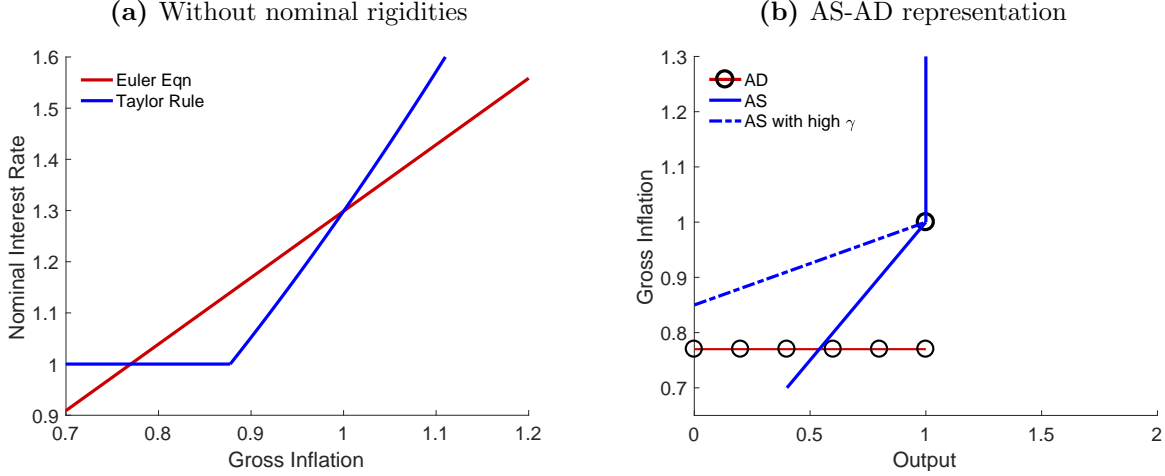 (a) Without nominal rigidities
1.6
1.5
1.4
1.3
1.2
1.1
1
0.9
Nominal Interest Rate
Euler Eqn
Taylor Rule
0.7 0.8 0.9 1 1.1 1.2
Gross Inflation
(b) AS-AD representation
1.3
1.2
1.1
1
0.9
0.8
0.7
Gross Inflation
AD
AS
AS with high γ
0 0.5 1 1.5 2
Output